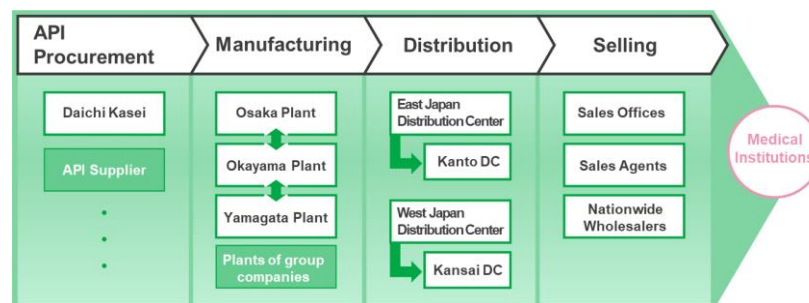 API
Procurement
Manufacturing
Distribution
Selling
Daichi Kasei
API Supplier
Osaka Plant
Okayama Plant
Yamagata Plant
Plants of group
companies
East Japan
Distribution Center
Kanto DC
West Japan
Distribution Center
Kansai DC
Sales Offices
Sales Agents
Nationwide
Wholesalers
Medical
Institutions